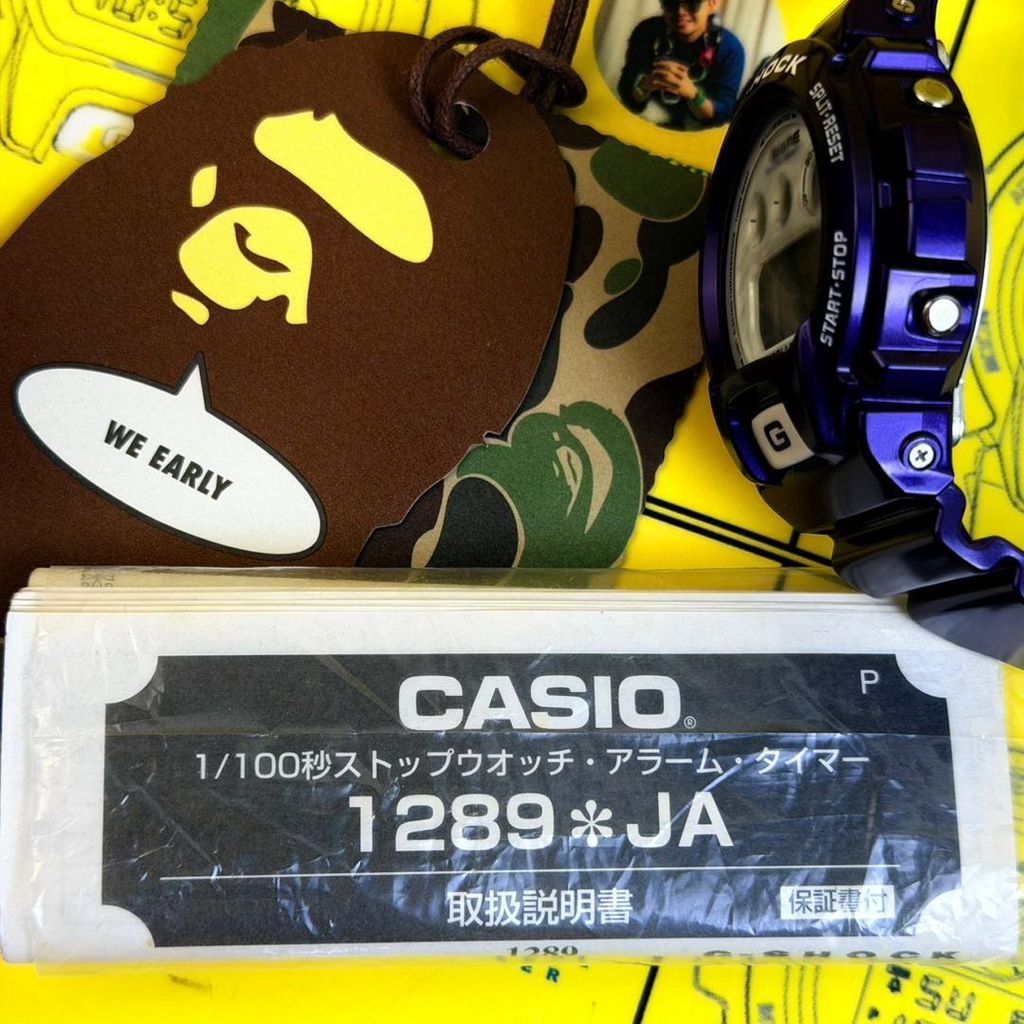 WE EARLY
G-SHOCK
SPLIT·RESET
START·STOP
G
CASIO®
P
1/100秒ストップウオッチ・アラーム・タイマー
1289＊JA
取扱説明書
保証書付
1289
G-SHOCK